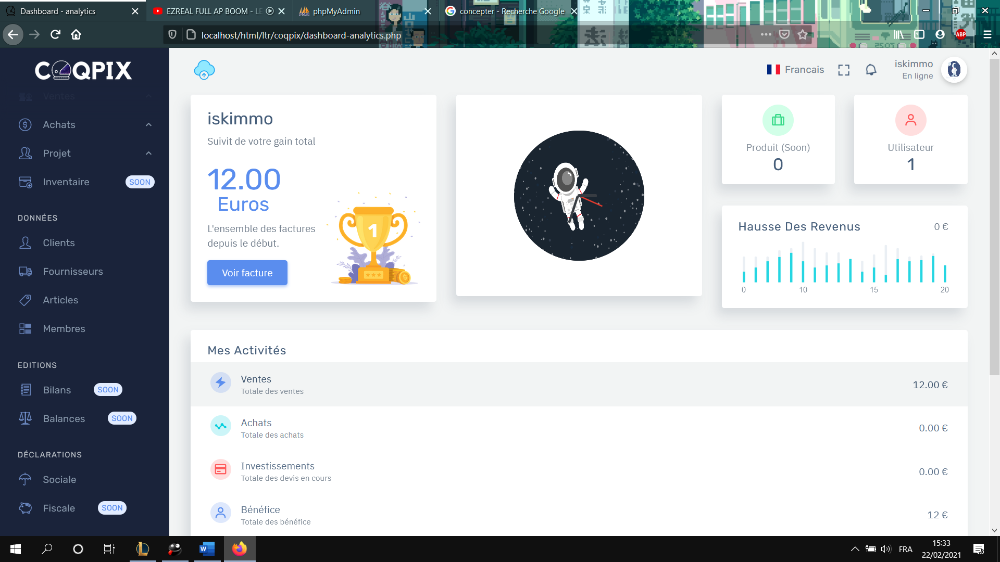 Dashboard - analytics
EZREAL FULL AP BOOM - LE
phpMyAdmin
concepter - Recherche Google
localhost/html/ltr/coqpix/dashboard-analytics.php
ABP
COQPIX
Ventes
Achats
Projet
Inventaire SOON
DONNÉES
Clients
Fournisseurs
Articles
Membres
EDITIONS
Bilans SOON
Balances SOON
DÉCLARATIONS
Sociale
Fiscale SOON
Francais
iskimmo
En ligne
iskimmo
Suivit de votre gain total
12.00
Euros
L'ensemble des factures
depuis le début.
Voir facture
1
Produit (Soon)
0
Utilisateur
1
Hausse Des Revenus 0 €
0 10 15 20
Mes Activités
Ventes
Totale des ventes
12.00 €
Achats
Totale des achats
0.00 €
Investissements
Totale des devis en cours
0.00 €
Bénéfice
Totale des bénéfice
12 €
FRA
15:33
22/02/2021